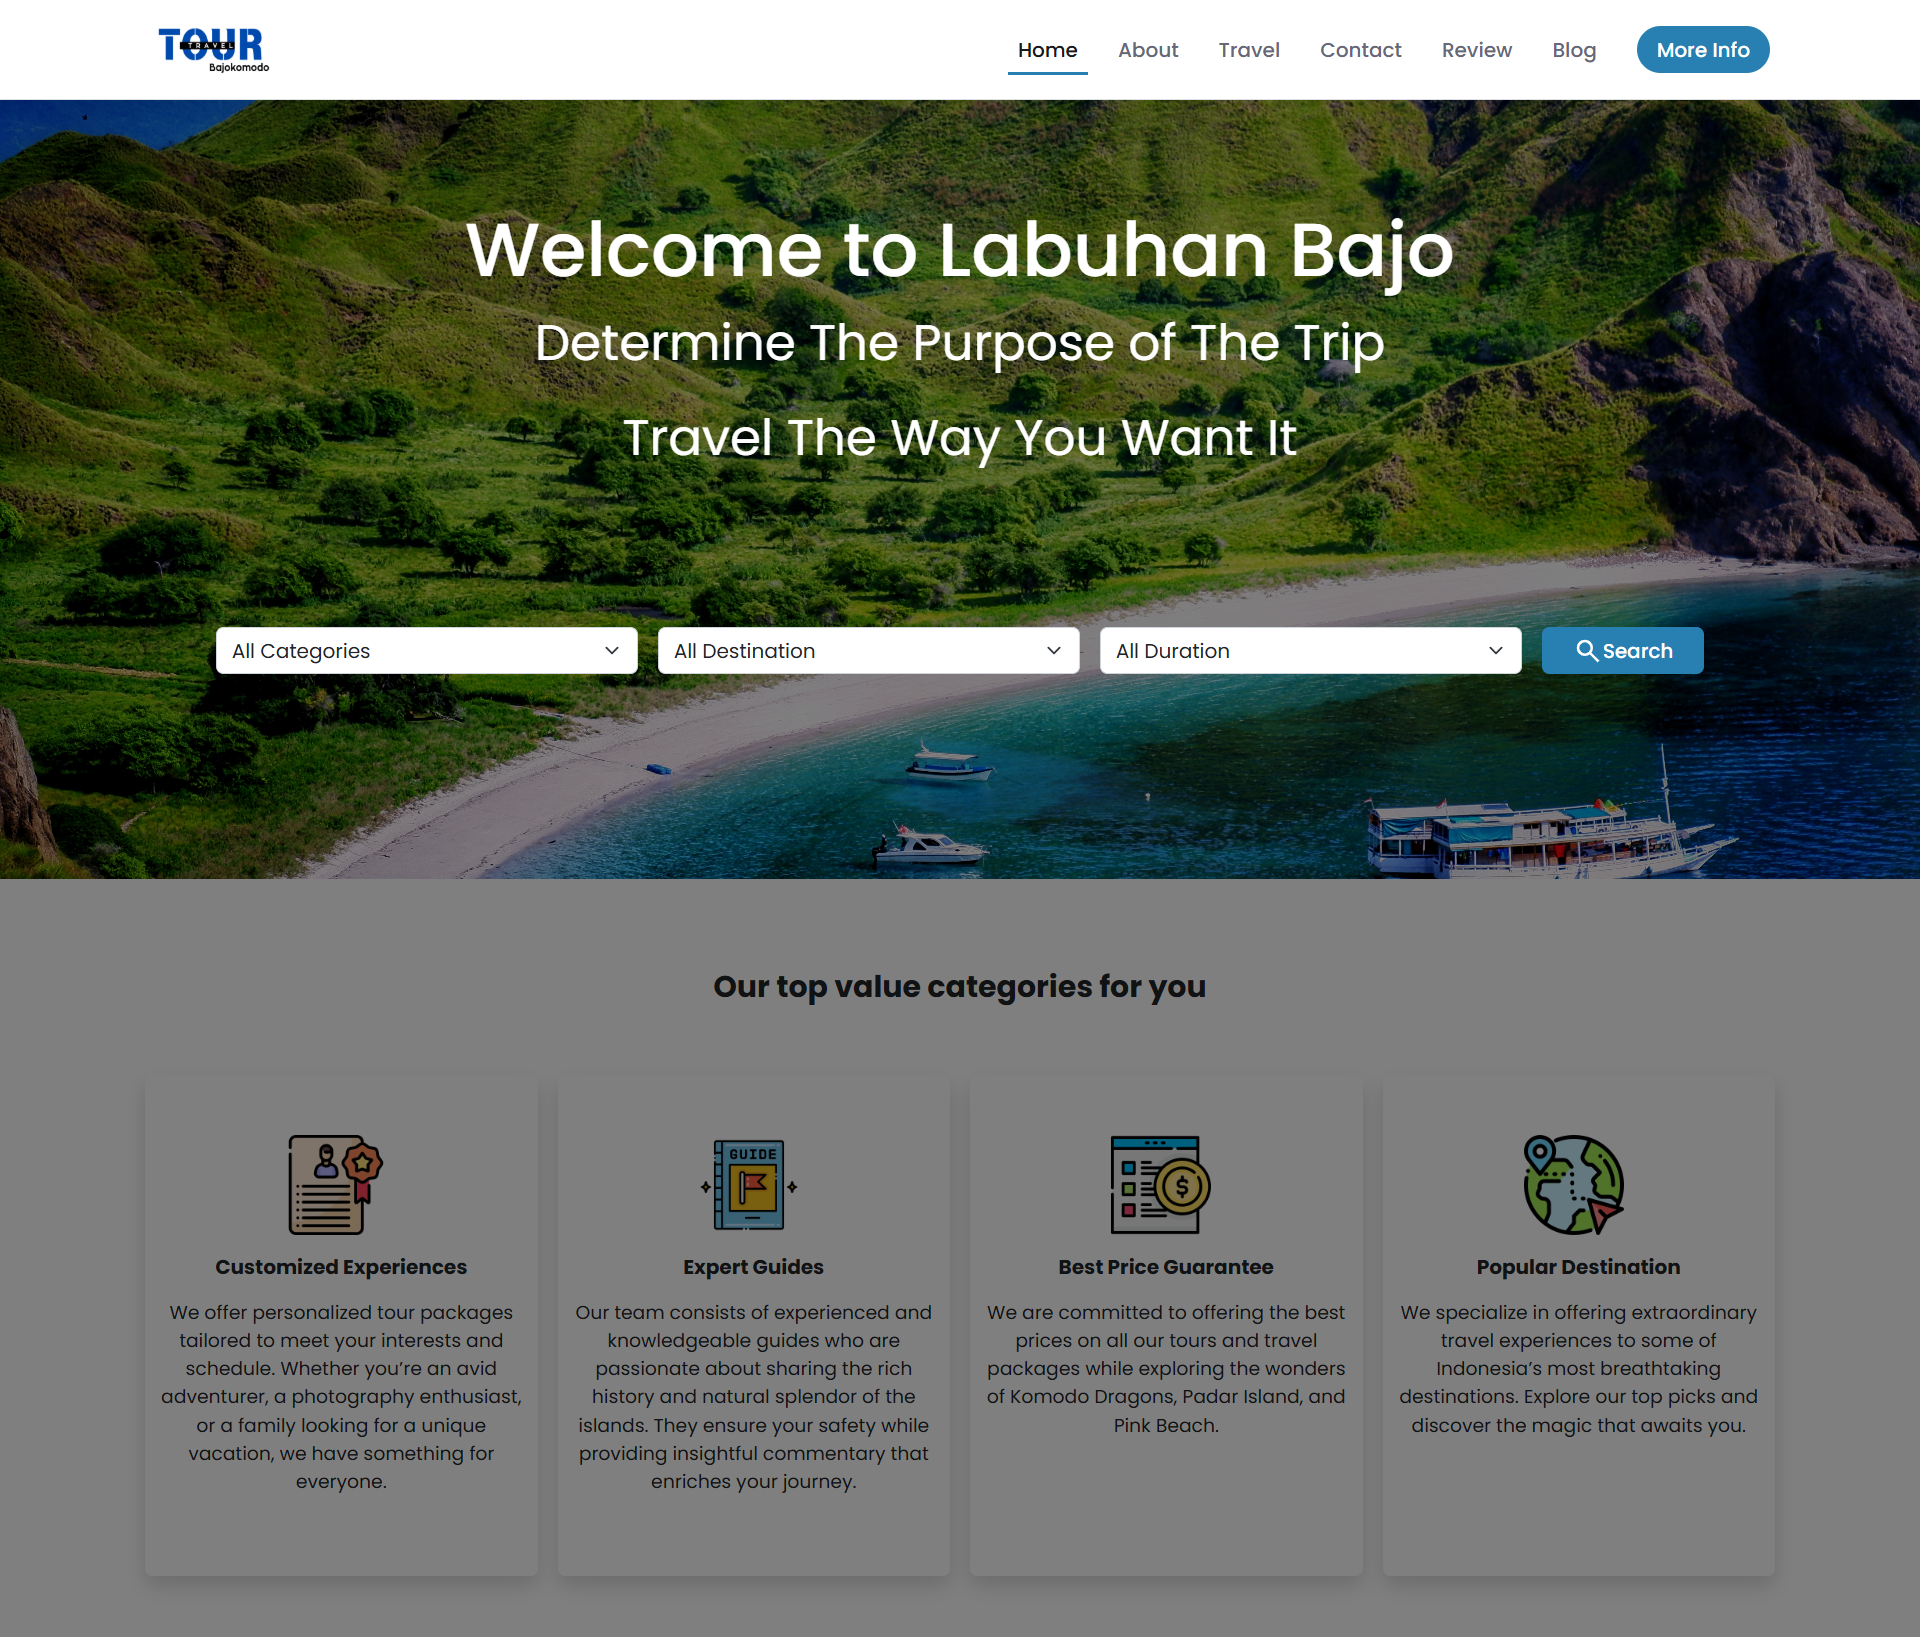 TOUR
TRAVEL
Bajokomodo
Home
About
Travel
Contact
Review
Blog
More Info
Welcome to Labuhan Bajo
Determine The Purpose of The Trip
Travel The Way You Want It
All Categories
All Destination
All Duration
Search
Our top value categories for you
Customized Experiences
We offer personalized tour packages
tailored to meet your interests and
schedule. Whether you’re an avid
adventurer, a photography enthusiast,
or a family looking for a unique
vacation, we have something for
everyone.
GUIDE
Expert Guides
Our team consists of experienced and
knowledgeable guides who are
passionate about sharing the rich
history and natural splendor of the
islands. They ensure your safety while
providing insightful commentary that
enriches your journey.
$
Best Price Guarantee
We are committed to offering the best
prices on all our tours and travel
packages while exploring the wonders
of Komodo Dragons, Padar Island, and
Pink Beach.
Popular Destination
We specialize in offering extraordinary
travel experiences to some of
Indonesia’s most breathtaking
destinations. Explore our top picks and
discover the magic that awaits you.